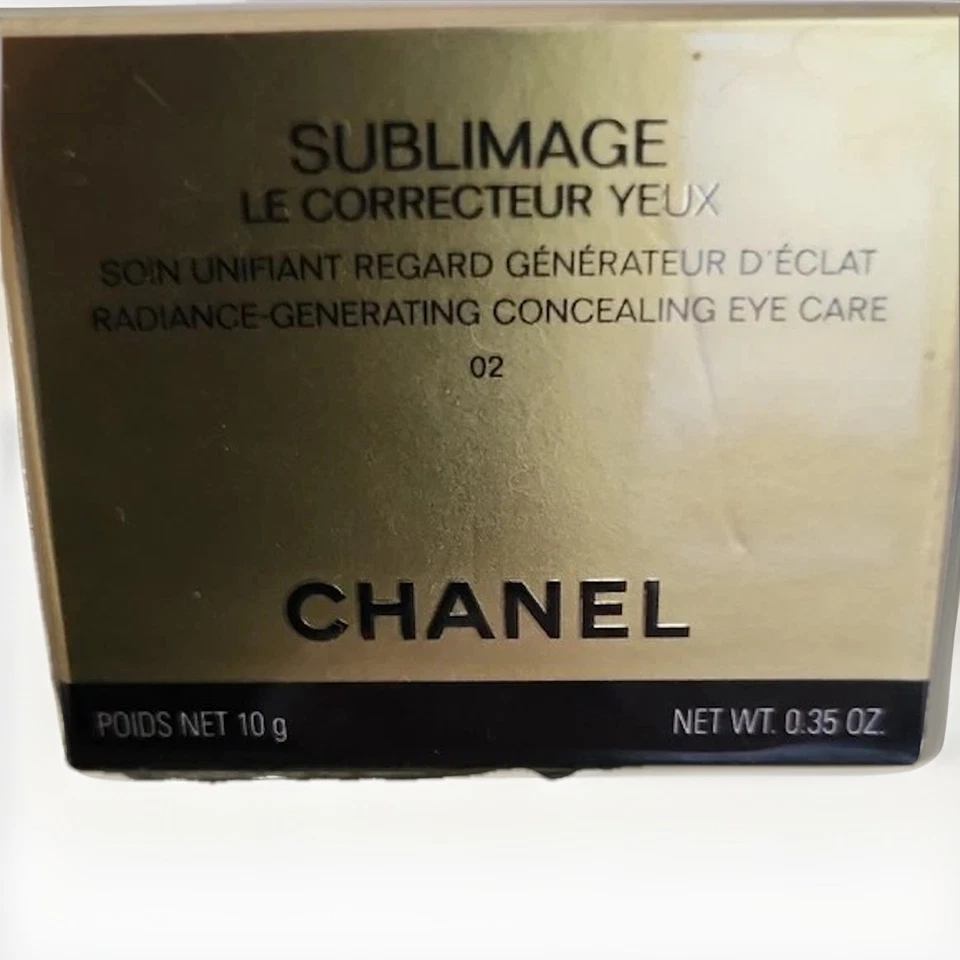 SUBLIMAGE
LE CORRECTEUR YEUX
SOIN UNIFIANT REGARD GÉNÉRATEUR D'ÉCLAT
RADIANCE-GENERATING CONCEALING EYE CARE
02
CHANEL
POIDS NET 10 g NET WT. 0.35 OZ.